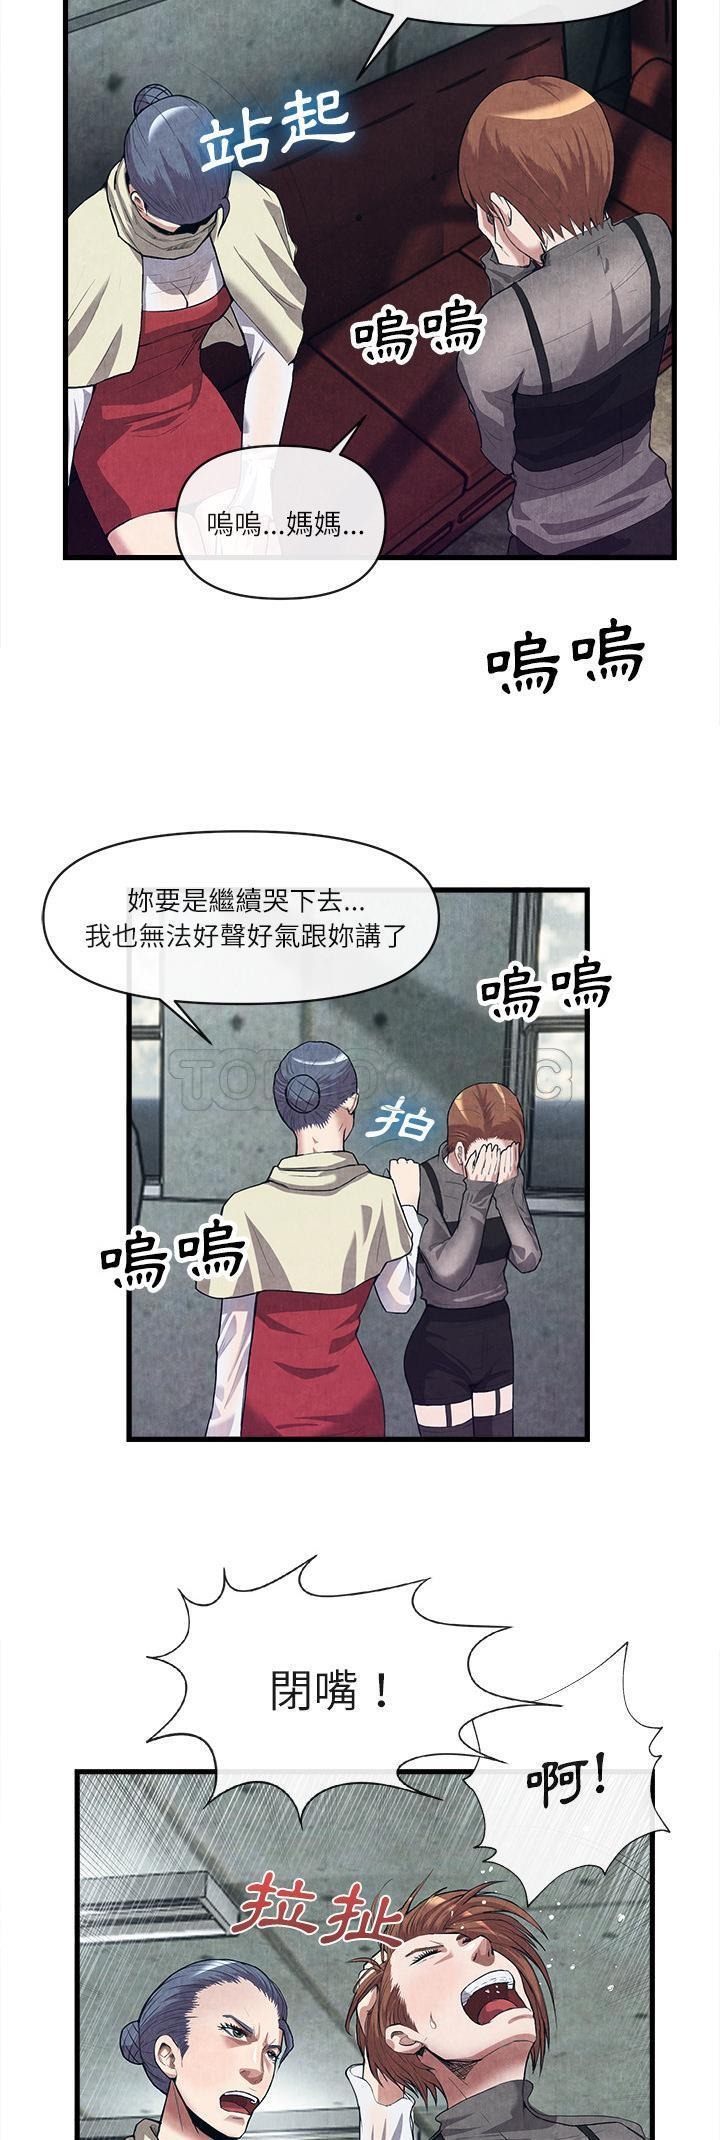 站起
嗚嗚
嗚嗚...媽媽...
嗚嗚
妳要是繼續哭下去...
我也無法好聲好氣跟妳講了
嗚嗚
拍
嗚嗚
閉嘴！
啊!
拉扯